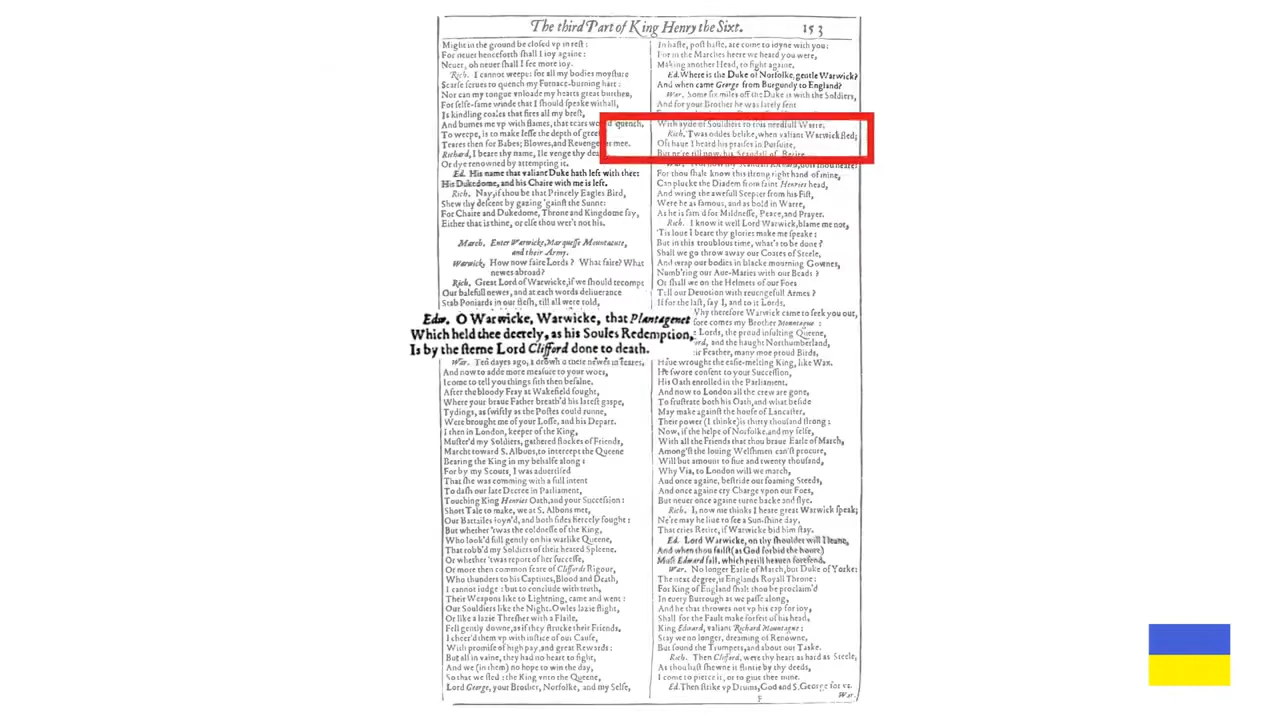 The third Part of King Henry the Sixt. 153
Might in the ground be closed vp in rest:
For neuer henceforth shall I ioy againe:
Neuer, oh neuer shall I see more ioy.
Rich. I cannot weepe: for all my bodies moysture
Scarse serues to quench my Furnace-burning hart:
Nor can my tongue vnloade my hearts great burthen,
For selfe-same winde that I should speake withall,
Is kindling coales that fires all my brest,
And burnes me vp with flames, that tears would quench.
To weepe, is to make lesse the depth of greefe:
Teares then for Babes; Blowes, and Reuenge for mee.
Richard, I beare thy name, Ile venge thy
Or dye renowned by attempting it.
Ed. His name that valiant Duke hath left with thee:
His Dukedome, and his Chaire with me is left.
Rich. Nay, if thou be that Princely Eagles Bird,
Shew thy descent by gazing 'gainst the Sunne:
For Chaire and Dukedome, Throne and Kingdome say,
Either that is thine, or else thou wer't not his.
March. Enter Warwicke, Marquesse Mountacute,
and their Army.
Warwick. How now faire Lords? What faire? What
newes abroad?
Rich. Great Lord of Warwicke, if we should recompt
Our balefull newes, and at each words deliuerance
Stab Poniards in our flesh, till all were told,
Edw. O Warwicke, Warwicke, that Plantagenet
Which held thee deerely, as his Soules Redemption,
Is by the sterne Lord Clifford done to death.
War. Ten dayes ago, I drown'd these newes in teares.
And now to adde more measure to your woes,
I come to tell you things sith then befalne.
After the bloody Fray at Wakefield fought,
Where your braue Father breath'd his latest gaspe,
Tydings, as swiftly as the Postes could runne,
Were brought me of your Losse, and his Depart.
I then in London, keeper of the King,
Muster'd my Soldiers, gathered flockes of Friends,
Marcht toward S. Albons, to intercept the Queene
Bearing the King in my behalfe along:
For by my Scouts, I was aduertised
That she was comming with a full intent
To dash our late Decree in Parliament,
Touching King Henries Oath, and your Succession:
Short Tale to make, we at S. Albons met,
Our Battailes ioyn'd, and both sides fiercely fought:
But whether 'twas the coldnesse of the King,
Who look'd full gently on his warlike Queene,
That robb'd my Soldiers of their heated Spleene.
Or whether 'twas report of her successe,
Or more then common feare of Cliffords Rigour,
Who thunders to his Captiues, Blood and Death,
I cannot iudge: but to conclude with truth,
Their Weapons like to Lightning, came and went:
Our Souldiers like the Night-Owles lazie flight,
Or like a lazie Thresher with a Flaile,
Fell gently downe, as if they strucke their Friends.
I cheer'd them vp with iustice of our Cause,
With promise of high pay, and great Rewards:
But all in vaine, they had no heart to fight,
And we (in them) no hope to win the day,
So that we fled: the King vnto the Queene,
Lord George, your Brother, Norfolke, and my Selfe,
In haste, post haste, are come to ioyne with you:
For in the Marches heere we heard you were,
Making another Head, to fight againe.
Ed. Where is the Duke of Norfolke, gentle Warwick?
And when came George from Burgundy to England?
War. Some six miles off the Duke is with the Soldiers,
And for your Brother he was lately sent
With ayde of Souldiers to this needfull Warre.
Rich. 'Twas oddes belike, when valiant Warwick fled;
Oft haue I heard his praises in Pursuite,
But ne're till now, his Scandall of Retire.
For thou shalt know this strong right hand of mine,
Can plucke the Diadem from faint Henries head,
And wring the awefull Scepter from his Fist,
Were he as famous, and as bold in Warre,
As he is fam'd for Mildnesse, Peace, and Prayer.
Rich. I know it well Lord Warwick, blame me not,
'Tis loue I beare thy glories make me speake:
But in this troublous time, what's to be done?
Shall we go throw away our Coates of Steele,
And wrap our bodies in blacke mourning Gownes,
Numb'ring our Aue-Maries with our Beads?
Or shall we on the Helmets of our Foes
Tell our Deuotion with reuengefull Armes?
If for the last, say I, and to it Lords.
Why therefore Warwick came to seek you out,
fore comes my Brother Mountague:
Lords, the proud insulting Queene,
and the haught Northumberland,
Feather, many moe proud Birds,
Haue wrought the easie-melting King, like Wax.
He swore consent to your Succession,
His Oath enrolled in the Parliament.
And now to London all the crew are gone,
To frustrate both his Oath, and what beside
May make against the house of Lancaster.
Their power (I thinke) is thirty thousand strong:
Now, if the helpe of Norfolke, and my selfe,
With all the Friends that thou braue Earle of March,
Among'st the louing Welshmen can'st procure,
Will but amount to fiue and twenty thousand,
Why Via, to London will we march,
And once againe, bestride our foaming Steeds,
And once againe cry Charge vpon our Foes,
But neuer once againe turne backe and flye.
Rich. I, now me thinks I heare great Warwick speak;
Ne're may he liue to see a Sun-shine day,
That cries Retire, if Warwicke bid him stay.
Ed. Lord Warwicke, on thy shoulder will I leane,
And when thou failst (as God forbid the houre)
Must Edward fall, which perill heauen forefend.
War. No longer Earle of March, but Duke of Yorke:
The next degree, is Englands Royall Throne:
For King of England shalt thou be proclaim'd
In euery Burrough as we passe along,
And he that throwes not vp his cap for ioy,
Shall for the Fault make forfeit of his head.
King Edward, valiant Richard Mountague:
Stay we no longer, dreaming of Renowne,
But sound the Trumpets, and about our Taske.
Rich. Then Clifford, were thy heart as hard as Steele,
As thou hast shewne it flintie by thy deeds,
I come to pierce it, or to giue thee mine.
Ed. Then strike vp Drums, God and S. George for vs.
War.